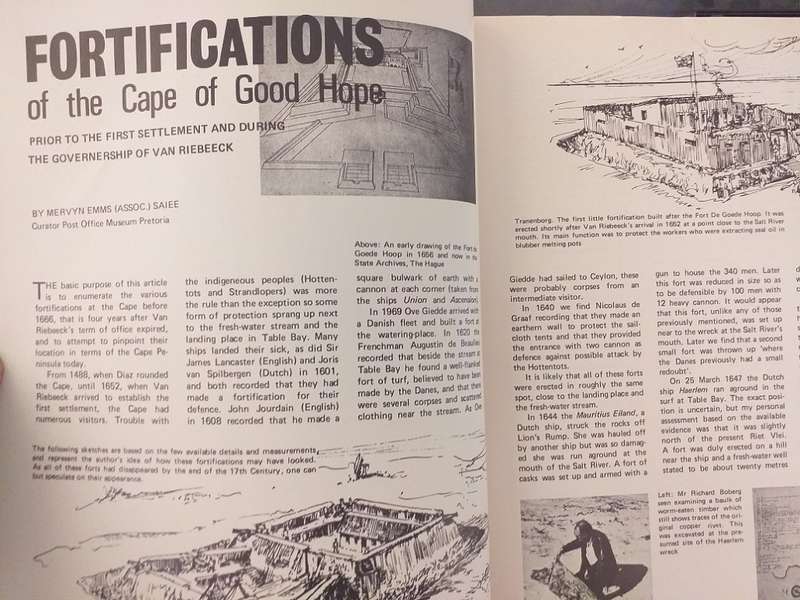 FORTIFICATIONS
of the Cape of Good Hope
PRIOR TO THE FIRST SETTLEMENT AND DURING
THE GOVERNERSHIP OF VAN RIEBEECK
BY MERVYN EMMS (ASSOC.) SAIEE
Curator Post Office Museum Pretoria
Above: An early drawing of the Fort de
Goede Hoop in 1656 and now in the
State Archives, The Hague
THE basic purpose of this article
is to enumerate the various
fortifications at the Cape before
1666, that is four years after Van
Riebeeck's term of office expired,
and to attempt to pinpoint their
location in terms of the Cape Pe-
ninsula today.
From 1488, when Diaz rounded
the Cape, until 1652, when Van
Riebeeck arrived to establish the
first settlement, the Cape had
numerous visitors. Trouble with
the indigenous peoples (Hotten-
tots and Strandlopers) was more
the rule than the exception so some
form of protection sprang up next
to the fresh-water stream and the
landing place in Table Bay. Many
ships landed their sick, as did Sir
James Lancaster (English) and Joris
van Spilbergen (Dutch) in 1601,
and both recorded that they had
made a fortification for their
defence. John Jourdain (English)
in 1608 recorded that he made a
square bulwark of earth with a
cannon at each corner (taken from
the ships Union and Ascension).
In 1969 Ove Giedde arrived with
a Danish fleet and built a fort at
the watering-place. In 1620 the
Frenchman Augustin de Beaulieu
recorded that beside the stream at
Table Bay he found a well-flanked
fort of turf, believed to have been
made by the Danes, and that there
were several corpses and scattered
clothing near the stream. As Ove
The following sketches are based on the few available details and measurements,
and represent the author's idea of how these fortifications may have looked.
As all of these forts had disappeared by the end of the 17th Century, one can
but speculate on their appearance.
Tranenborg. The first little fortification built after the Fort De Goede Hoop. It was
erected shortly after Van Riebeeck's arrival in 1652 at a point close to the Salt River
mouth. Its main function was to protect the workers who were extracting seal oil in
blubber melting pots
Giedde had sailed to Ceylon, these
were probably corpses from an
intermediate visitor.
In 1640 we find Nicolaus de
Graaf recording that they made an
earthern wall to protect the sail-
cloth tents and that they provided
the entrance with two cannon as
defence against possible attack by
the Hottentots.
It is likely that all of these forts
were erected in roughly the same
spot, close to the landing place and
the fresh-water stream.
In 1644 the Mauritius Eiland, a
Dutch ship, struck the rocks off
Lion's Rump. She was hauled off
by another ship but was so damag-
ed she was run aground at the
mouth of the Salt River. A fort of
casks was set up and armed with a
gun to house the 340 men. Later
this fort was reduced in size so as
to be defensible by 100 men with
12 heavy cannon. It would appear
that this fort, unlike any of those
previously mentioned, was set up
near to the wreck at the Salt River's
mouth. Later we find that a second
small fort was thrown up 'where
the Danes previously had a small
redoubt'.
On 25 March 1647 the Dutch
ship Haerlem ran aground in the
surf at Table Bay. The exact posi-
tion is uncertain, but my personal
assessment based on the available
evidence was that it was slightly
north of the present Riet Vlei.
A fort was duly erected on a hill
near the ship and a fresh-water well
stated to be about twenty metres
Left: Mr Richard Boberg
seen examining a baulk of
worm-eaten timber which
still shows traces of the ori-
ginal copper rivets. This
was excavated at the pre-
sumed site of the Haerlem
wreck